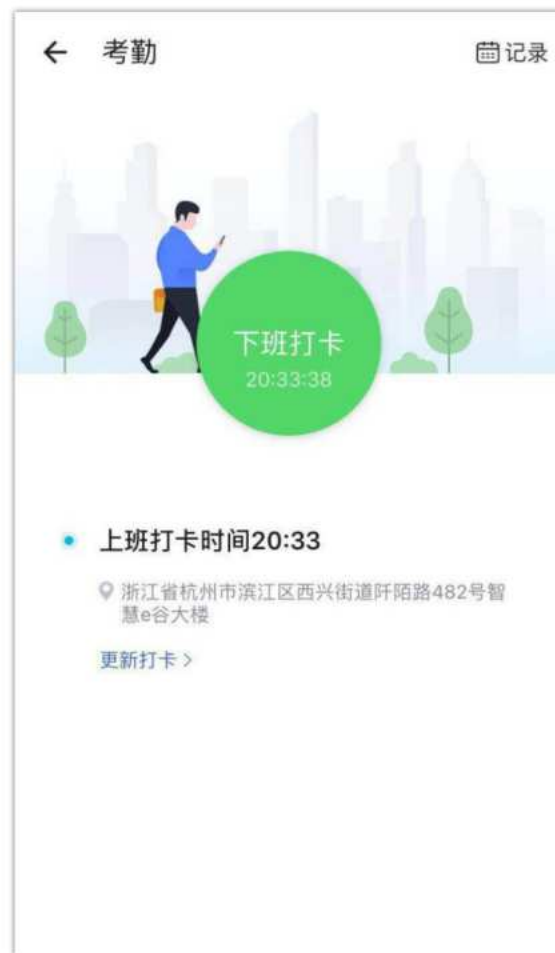 考勤
记录
下班打卡
20:33:38
上班打卡时间20:33
浙江省杭州市滨江区西兴街道阡陌路482号智
慧e谷大楼
更新打卡 >